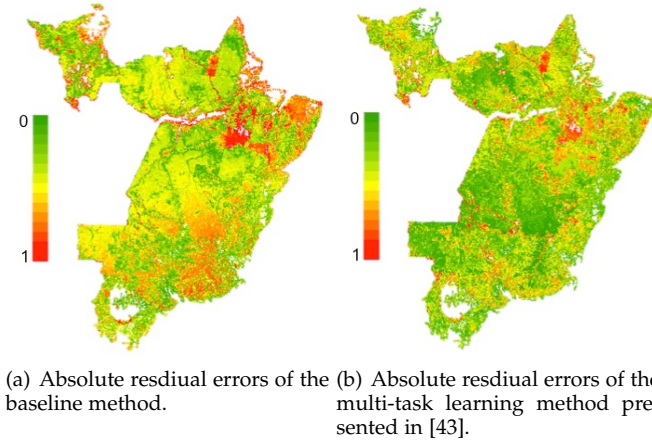 0
1
0
1
(a) Absolute resdiual errors of the
baseline method.
(b) Absolute resdiual errors of the
multi-task learning method pre-
sented in [43].